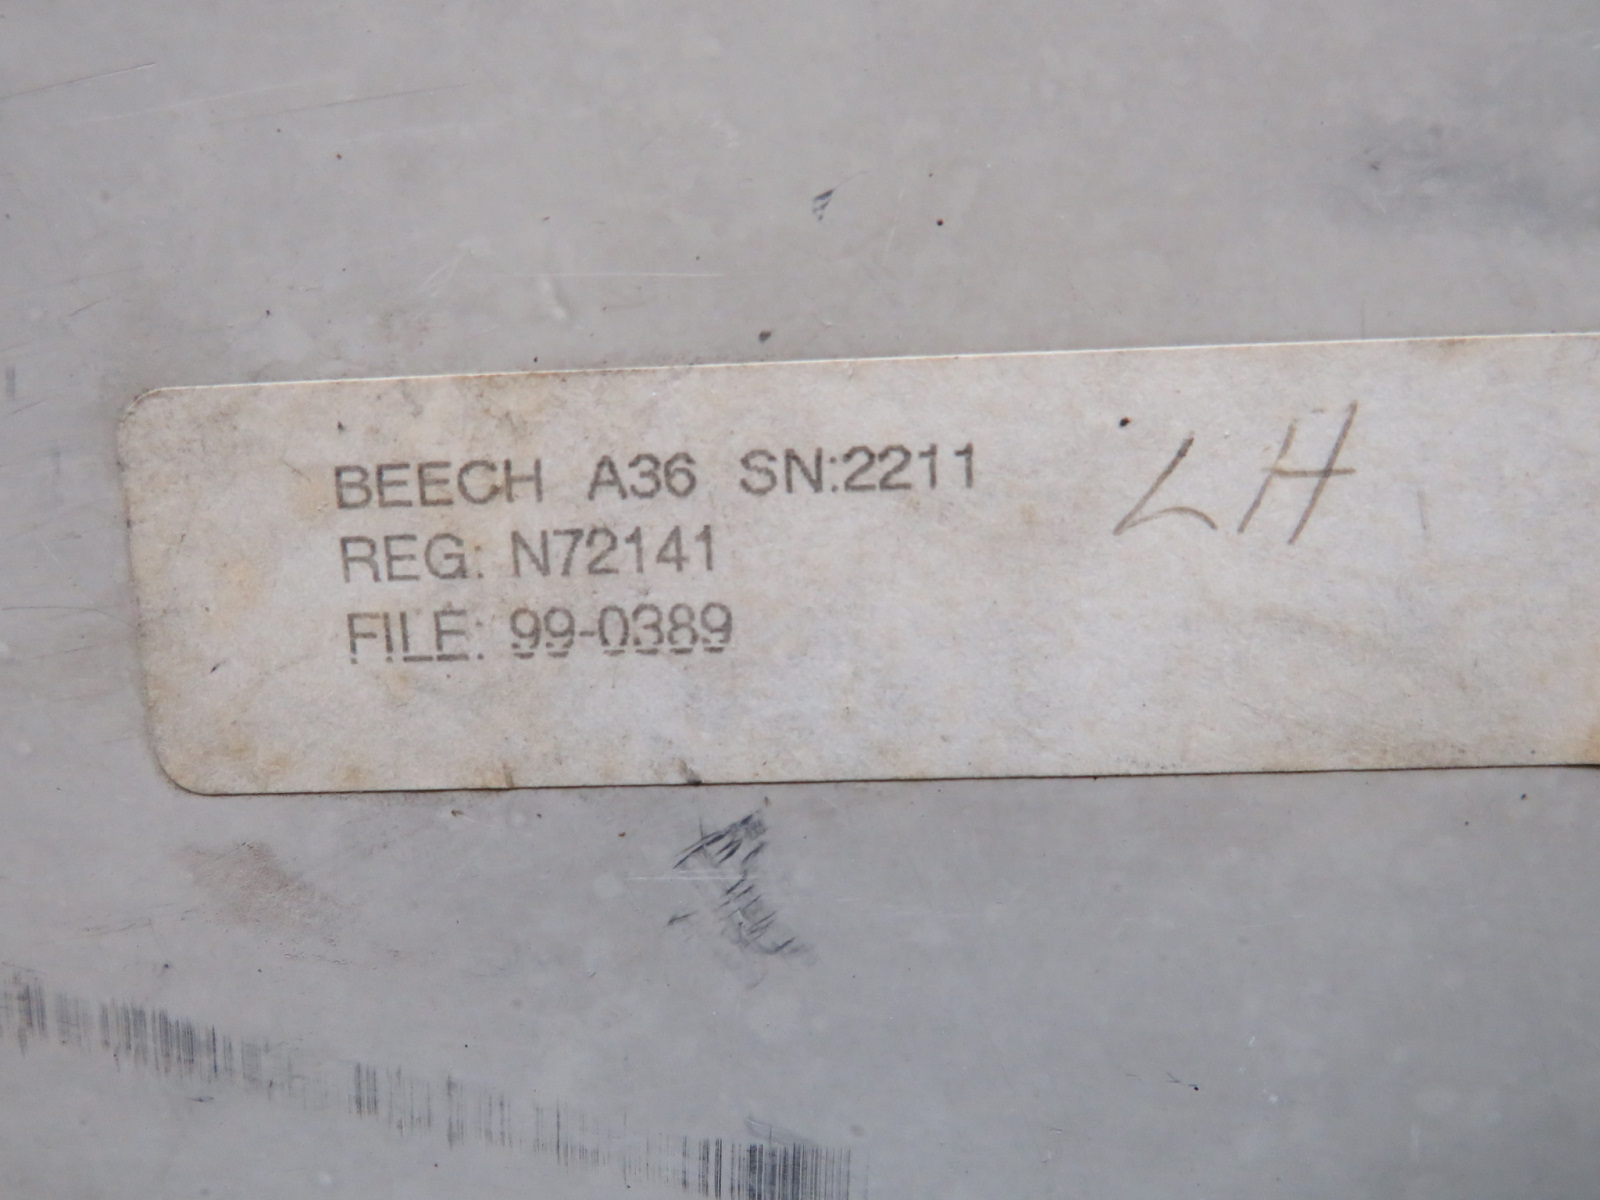 BEECH A36 SN:2211 LH
REG: N72141
FILE: 99-0389